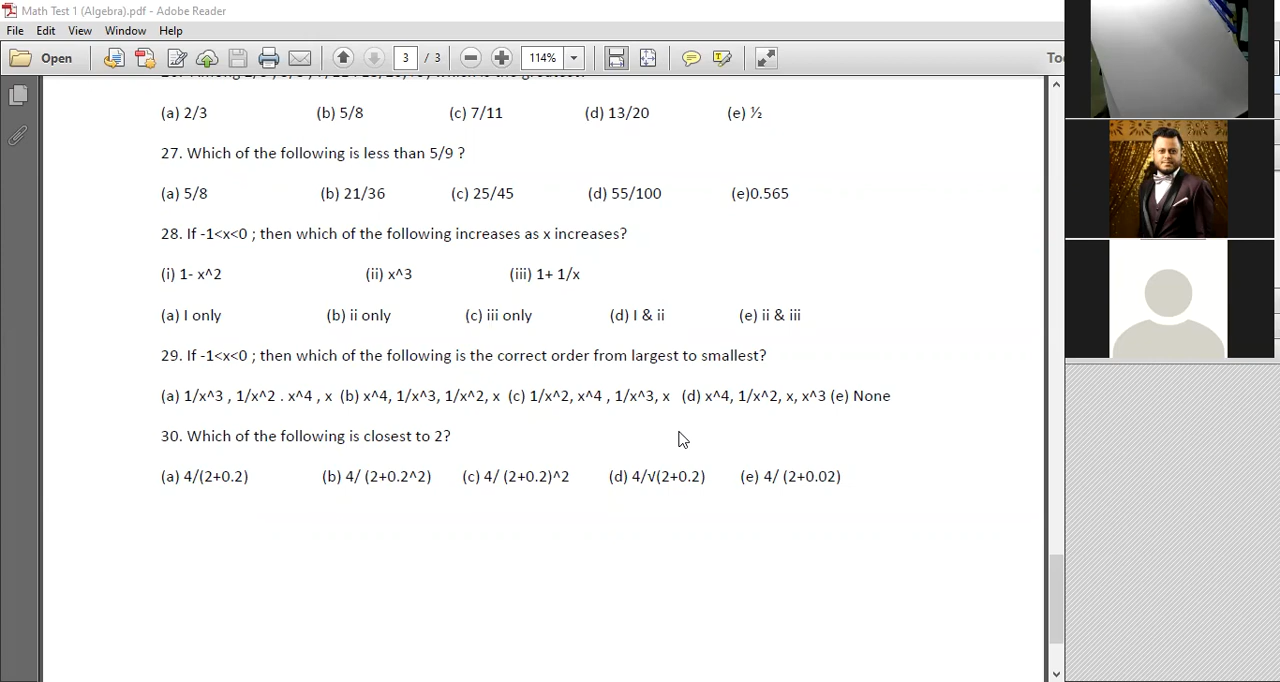 Math Test 1 (Algebra).pdf - Adobe Reader
File Edit View Window Help
Open 3 / 3 114%
(a) 2/3 (b) 5/8 (c) 7/11 (d) 13/20 (e) ½
27. Which of the following is less than 5/9 ?
(a) 5/8 (b) 21/36 (c) 25/45 (d) 55/100 (e)0.565
28. If -1<x<0 ; then which of the following increases as x increases?
(i) 1- x^2 (ii) x^3 (iii) 1+ 1/x
(a) I only (b) ii only (c) iii only (d) I & ii (e) ii & iii
29. If -1<x<0 ; then which of the following is the correct order from largest to smallest?
(a) 1/x^3 , 1/x^2 . x^4 , x (b) x^4, 1/x^3, 1/x^2, x (c) 1/x^2, x^4 , 1/x^3, x (d) x^4, 1/x^2, x, x^3 (e) None
30. Which of the following is closest to 2?
(a) 4/(2+0.2) (b) 4/ (2+0.2^2) (c) 4/ (2+0.2)^2 (d) 4/√(2+0.2) (e) 4/ (2+0.02)